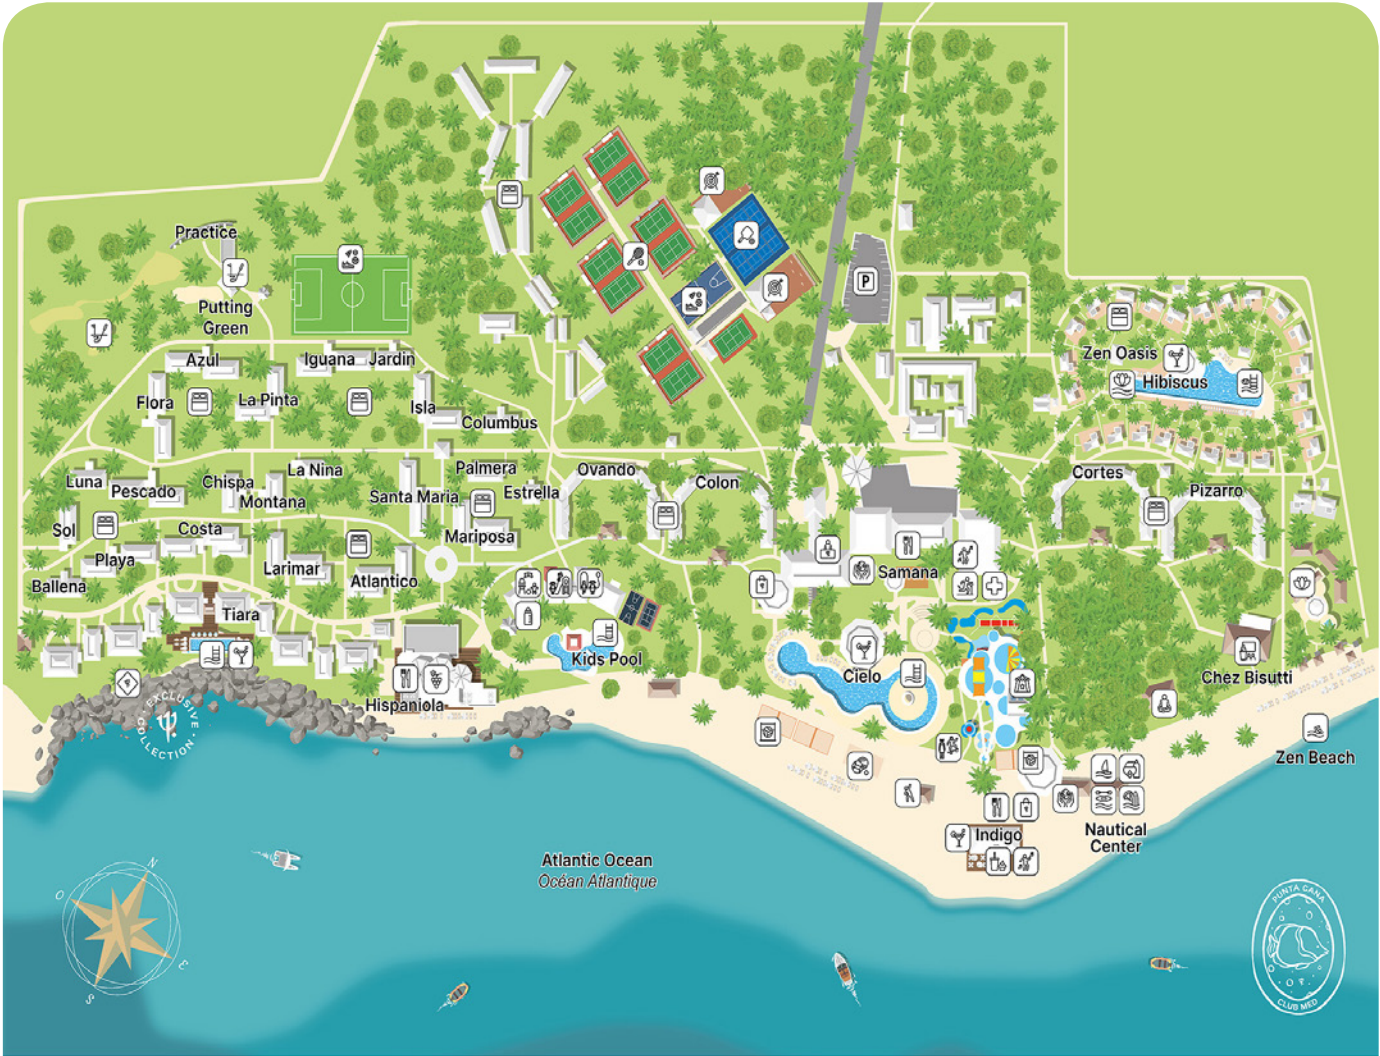 Practice
Putting
Green
P
Azul
Iguana
Jardin
Zen Oasis
Hibiscus
Flora
La Pinta
Isla
Columbus
Luna
Pescado
Chispa
La Nina
Montana
Santa Maria
Palmera
Estrella
Ovando
Colon
Cortes
Pizarro
Sol
Costa
Mariposa
Playa
Larimar
Atlantico
Samana
Ballena
Tiara
Kids Pool
Cielo
Chez Bisutti
Hispaniola
EXCLUSIVE
COLLECTION
Zen Beach
Indigo
Nautical
Center
Atlantic Ocean
Océan Atlantique
N
O
E
S
PUNTA CANA
CLUB MED